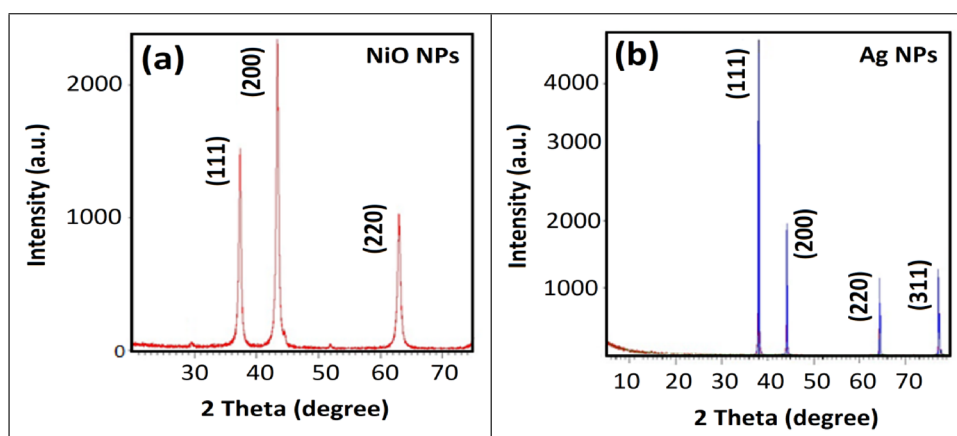 (a)
NiO NPs
(111)
(200)
(220)
Intensity (a.u.)
2000
1000
0
30 40 50 60 70
2 Theta (degree)
(b)
Ag NPs
(111)
(200)
(220)
(311)
Intensity (a.u.)
4000
3000
2000
1000
10 20 30 40 50 60 70
2 Theta (degree)